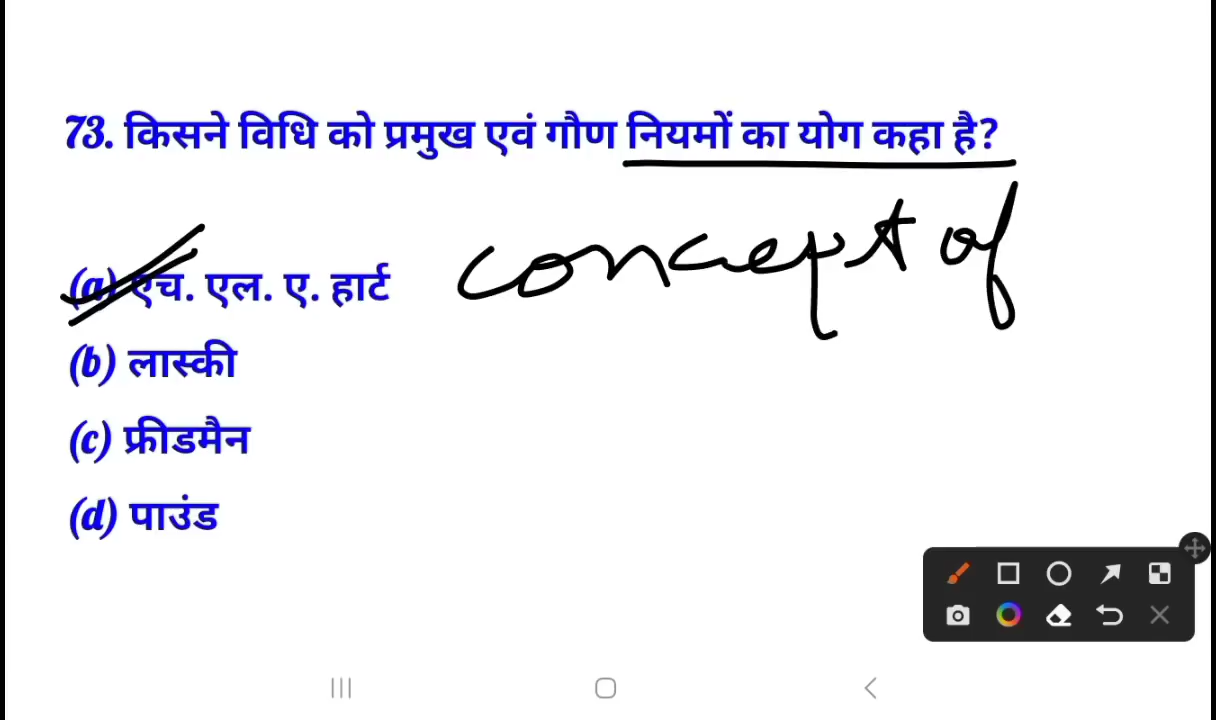 73. किसने विधि को प्रमुख एवं गौण नियमों का योग कहा है?
(a) एच. एल. ए. हार्ट
concept of
(b) लास्की
(c) फ्रीडमैन
(d) पाउंड